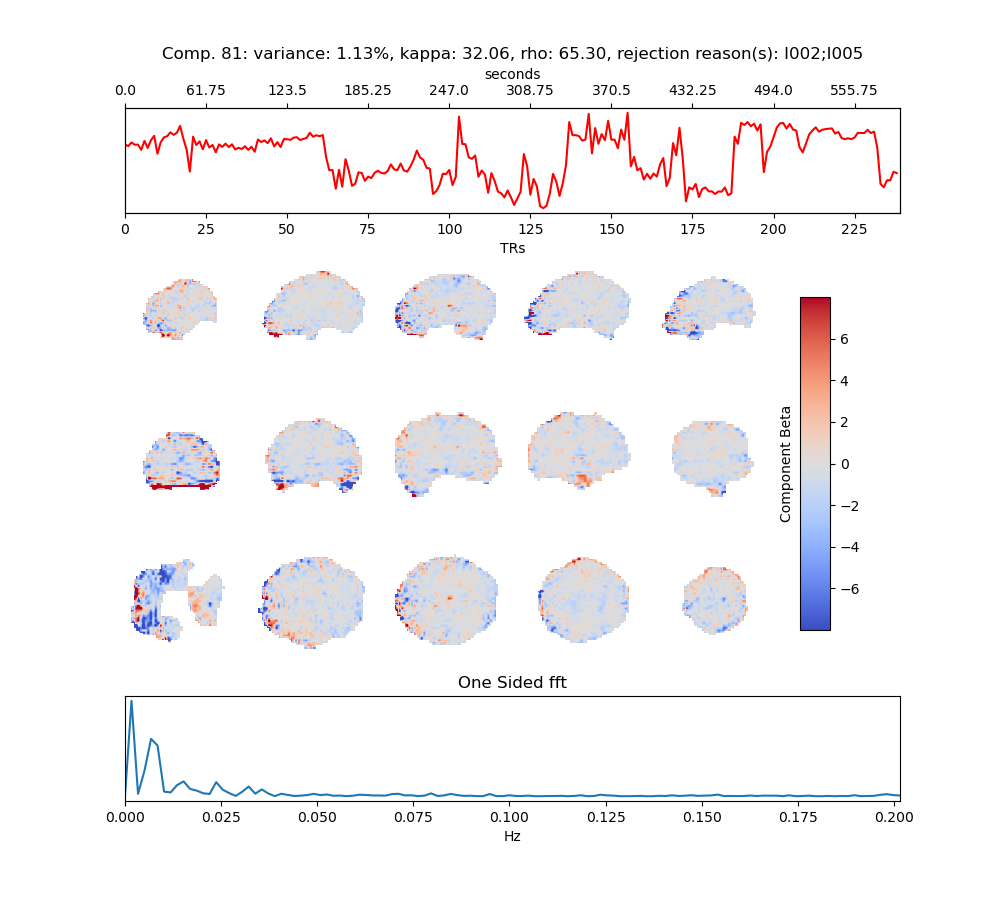 Comp. 81: variance: 1.13%, kappa: 32.06, rho: 65.30, rejection reason(s): I002;I005
seconds
0.0 61.75 123.5 185.25 247.0 308.75 370.5 432.25 494.0 555.75
0 25 50 75 100 125 150 175 200 225
TRs
6
4
2
0
−2
−4
−6
Component Beta
One Sided fft
0.000 0.025 0.050 0.075 0.100 0.125 0.150 0.175 0.200
Hz